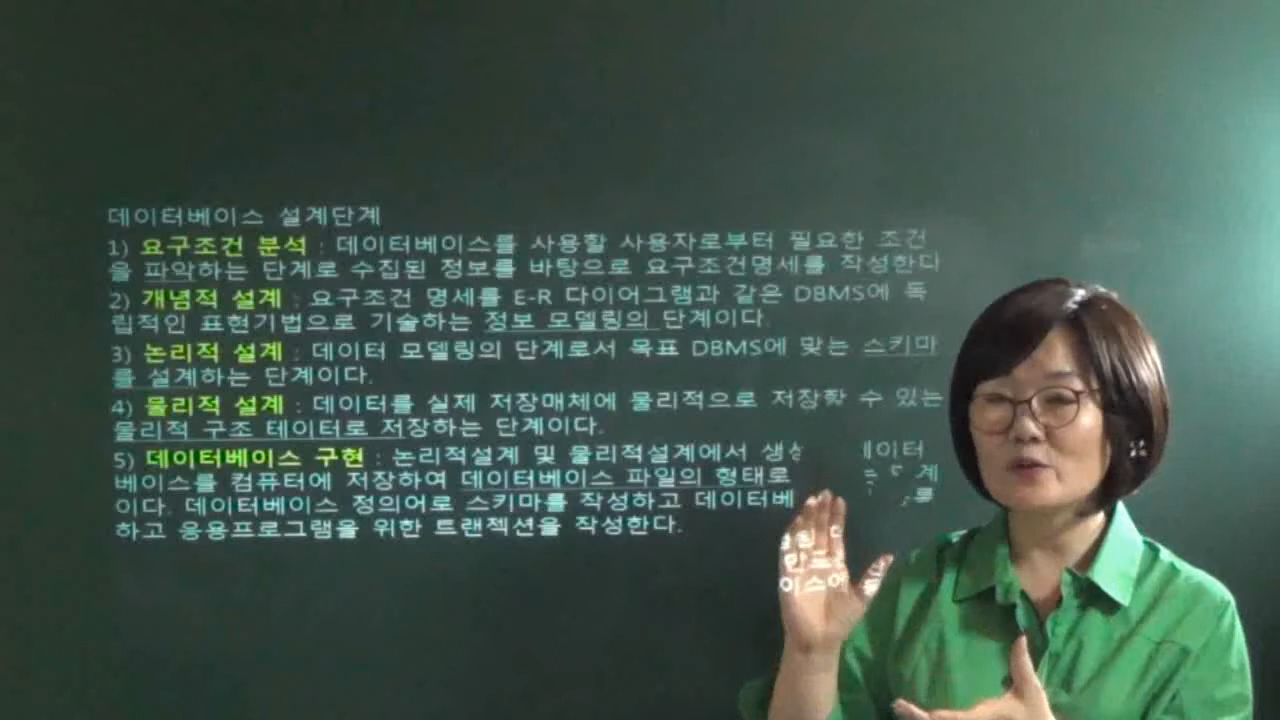 데이터베이스 설계단계
1) 요구조건 분석 : 데이터베이스를 사용할 사용자로부터 필요한 조건
을 파악하는 단계로 수집된 정보를 바탕으로 요구조건명세를 작성한다
2) 개념적 설계 : 요구조건 명세를 E-R 다이어그램과 같은 DBMS에 독
립적인 표현기법으로 기술하는 정보 모델링의 단계이다.
3) 논리적 설계 : 데이터 모델링의 단계로서 목표 DBMS에 맞는 스키마
를 설계하는 단계이다.
4) 물리적 설계 : 데이터를 실제 저장매체에 물리적으로 저장할 수 있는
물리적 구조 테이터로 저장하는 단계이다.
5) 데이터베이스 구현 : 논리적설계 및 물리적설계에서
베이스를 컴퓨터에 저장하여 데이터베이스 파일의 형태로
이다. 데이터베이스 정의어로 스키마를 작성하고
하고 응용프로그램을 위한 트랜젝션을 작성한다.